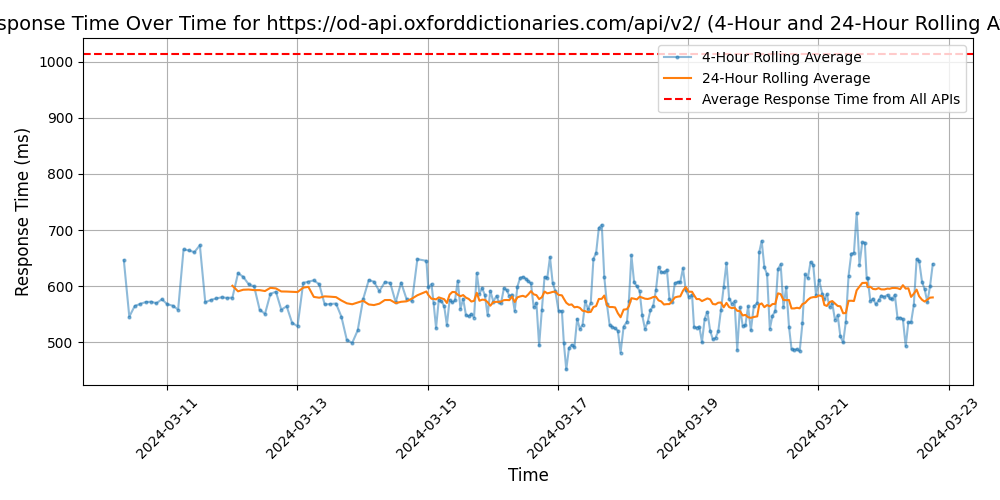 sponse Time Over Time for https://od-api.oxforddictionaries.com/api/v2/ (4-Hour and 24-Hour Rolling A
4-Hour Rolling Average
24-Hour Rolling Average
Average Response Time from All APIs
Response Time (ms)
1000
900
800
700
600
500
2024-03-11
2024-03-13
2024-03-15
2024-03-17
2024-03-19
2024-03-21
2024-03-23
Time